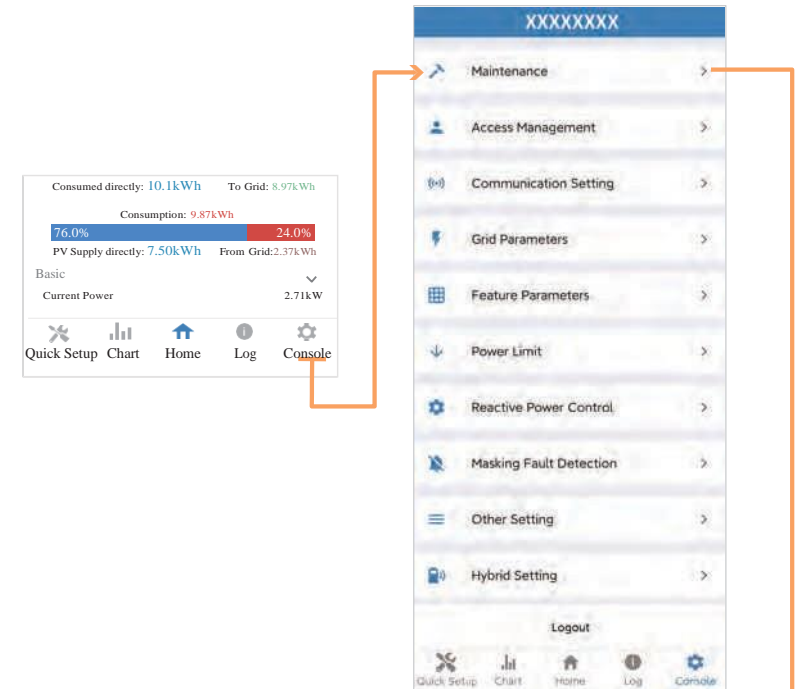 Consumed directly: 10.1kWh To Grid: 8.97kWh
Consumption: 9.87kWh
76.0% 24.0%
PV Supply directly: 7.50kWh From Grid:2.37kWh
Basic
Current Power 2.71kW
Quick Setup Chart Home Log Console
XXXXXXXX
Maintenance
Access Management
Communication Setting
Grid Parameters
Feature Parameters
Power Limit
Reactive Power Control
Masking Fault Detection
Other Setting
Hybrid Setting
Logout
Quick Setup Chart Home Log Console